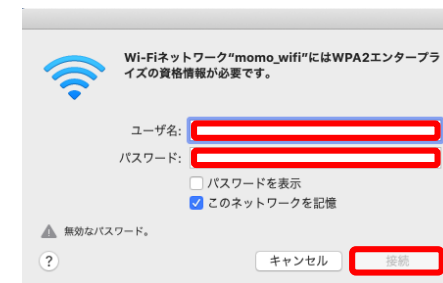 Wi-Fiネットワーク“momo_wifi”にはWPA2エンタープラ
イズの資格情報が必要です。
ユーザ名:
パスワード:
パスワードを表示
このネットワークを記憶
無効なパスワード。
?
キャンセル
接続